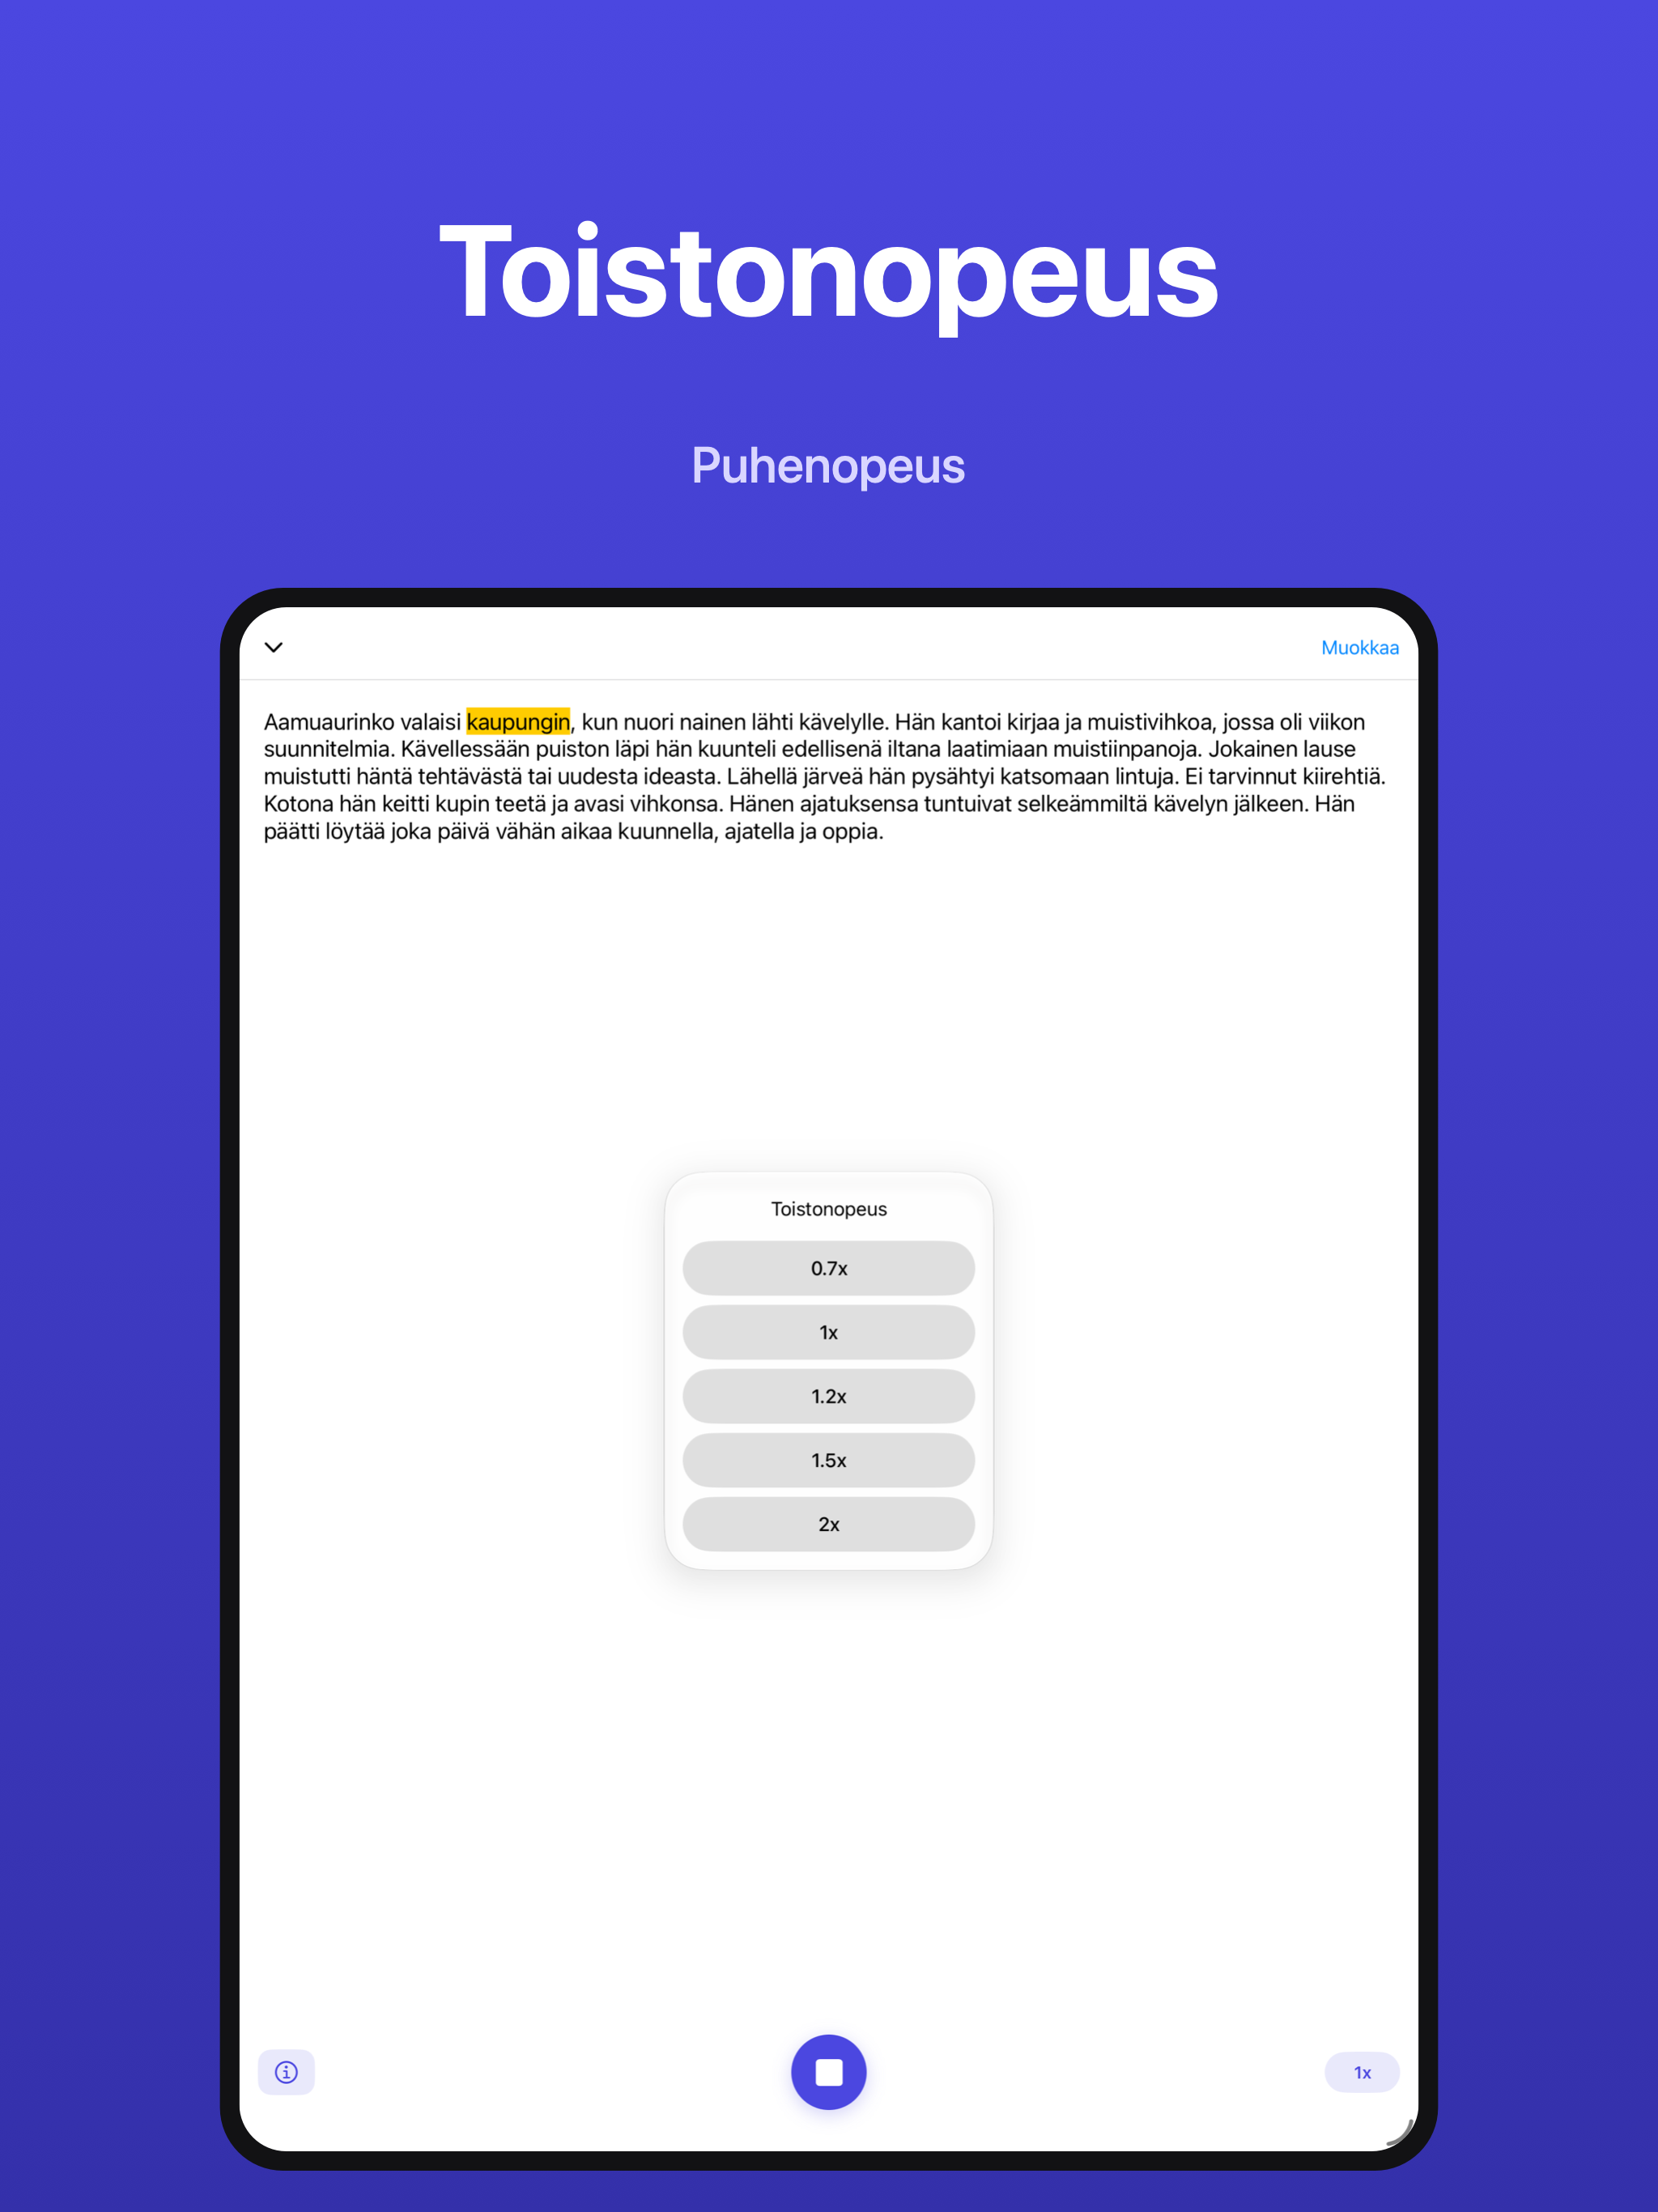 Toistonopeus
Puhenopeus
Muokkaa
Aamuaurinko valaisi kaupungin, kun nuori nainen lähti kävelylle. Hän kantoi kirjaa ja muistivihkoa, jossa oli viikon
suunnitelmia. Kävellessään puiston läpi hän kuunteli edellisenä iltana laatimiaan muistiinpanoja. Jokainen lause
muistutti häntä tehtävästä tai uudesta ideasta. Lähellä järveä hän pysähtyi katsomaan lintuja. Ei tarvinnut kiirehtiä.
Kotona hän keitti kupin teetä ja avasi vihkonsa. Hänen ajatuksensa tuntuivat selkeämmiltä kävelyn jälkeen. Hän
päätti löytää joka päivä vähän aikaa kuunnella, ajatella ja oppia.
Toistonopeus
0.7x
1x
1.2x
1.5x
2x
1x